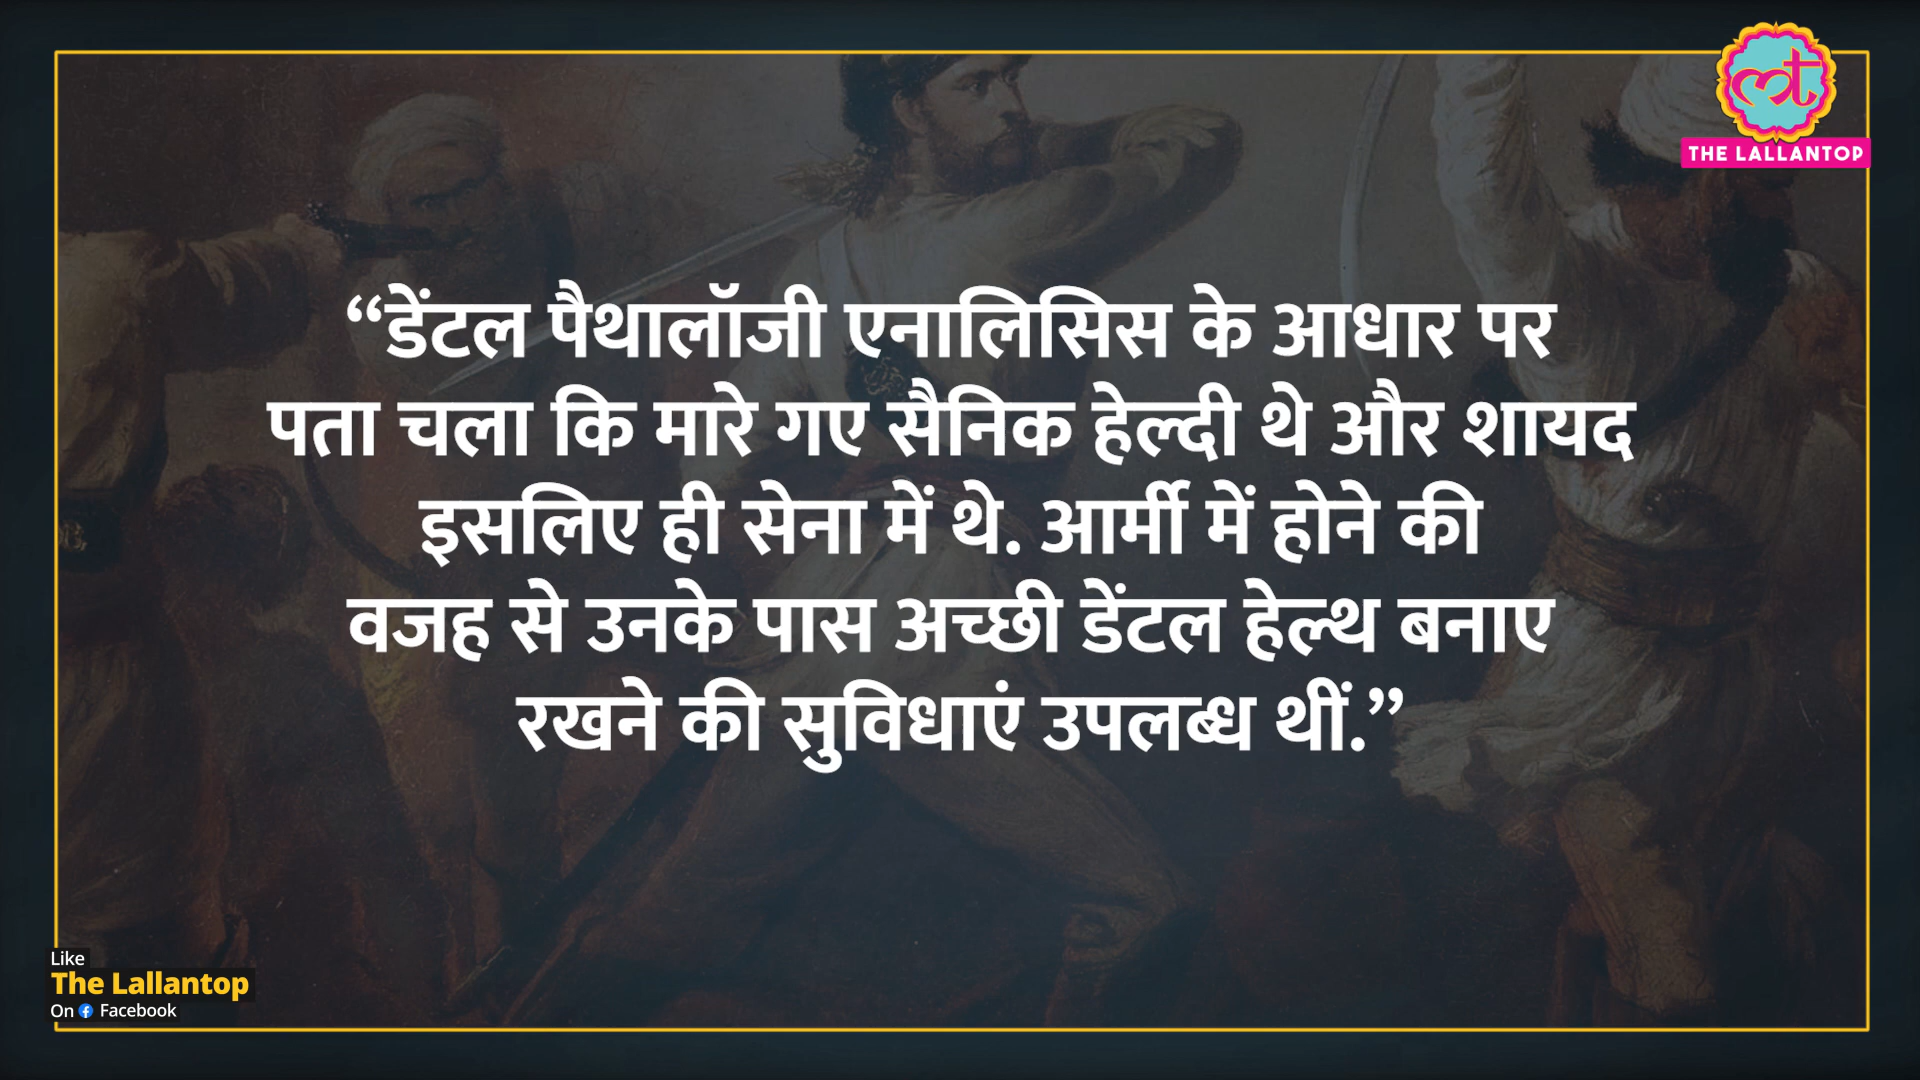 THE LALLANTOP
“डेंटल पैथालॉजी एनालिसिस के आधार पर
पता चला कि मारे गए सैनिक हेल्दी थे और शायद
इसलिए ही सेना में थे. आर्मी में होने की
वजह से उनके पास अच्छी डेंटल हेल्थ बनाए
रखने की सुविधाएं उपलब्ध थीं.”
Like
The Lallantop
On Facebook